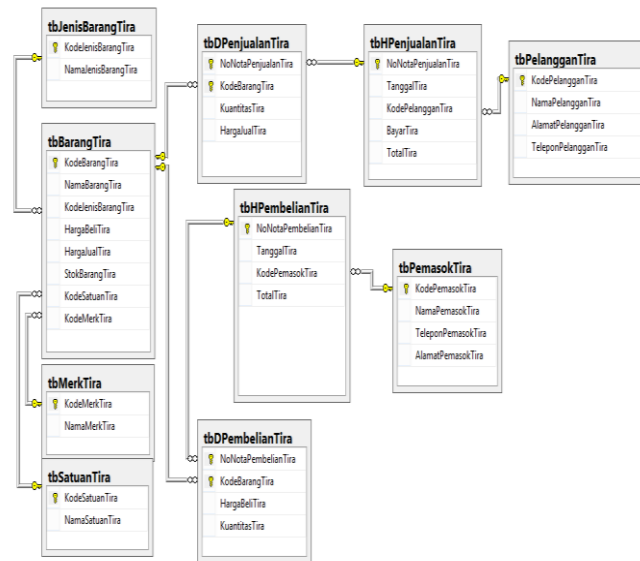 tbJenisBarangTira
KodeJenisBarangTira
NamaJenisBarangTira
tbBarangTira
KodeBarangTira
NamaBarangTira
KodeJenisBarangTira
HargaBeliTira
HargaJualTira
StokBarangTira
KodeSatuanTira
KodeMerkTira
tbMerkTira
KodeMerkTira
NamaMerkTira
tbSatuanTira
KodeSatuanTira
NamaSatuanTira
tbDPenjualanTira
NoNotaPenjualanTira
KodeBarangTira
KuantitasTira
HargaJualTira
tbHPenjualanTira
NoNotaPenjualanTira
TanggalTira
KodePelangganTira
BayarTira
TotalTira
tbPelangganTira
KodePelangganTira
NamaPelangganTira
AlamatPelangganTira
TeleponPelangganTira
tbHPembelianTira
NoNotaPembelianTira
TanggalTira
KodePemasokTira
TotalTira
tbPemasokTira
KodePemasokTira
NamaPemasokTira
TeleponPemasokTira
AlamatPemasokTira
tbDPembelianTira
NoNotaPembelianTira
KodeBarangTira
HargaBeliTira
KuantitasTira